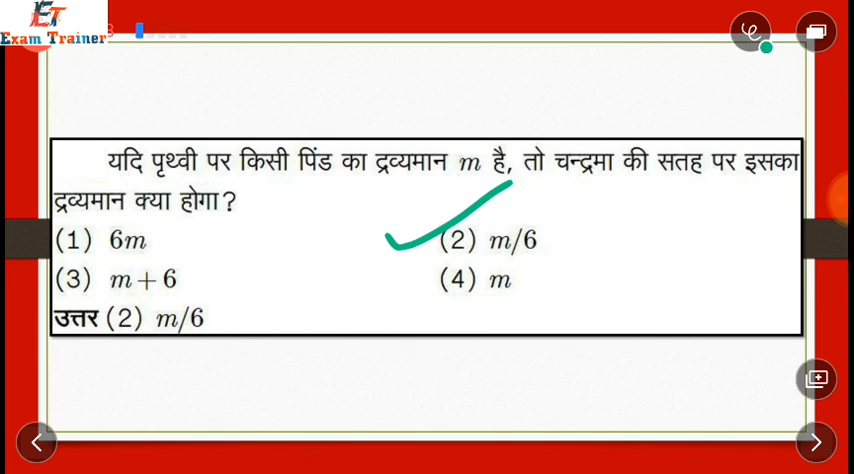 ET
Exam Trainer
यदि पृथ्वी पर किसी पिंड का द्रव्यमान m है, तो चन्द्रमा की सतह पर इसका
द्रव्यमान क्या होगा?
(1) 6m (2) m/6
(3) m + 6 (4) m
उत्तर (2) m/6